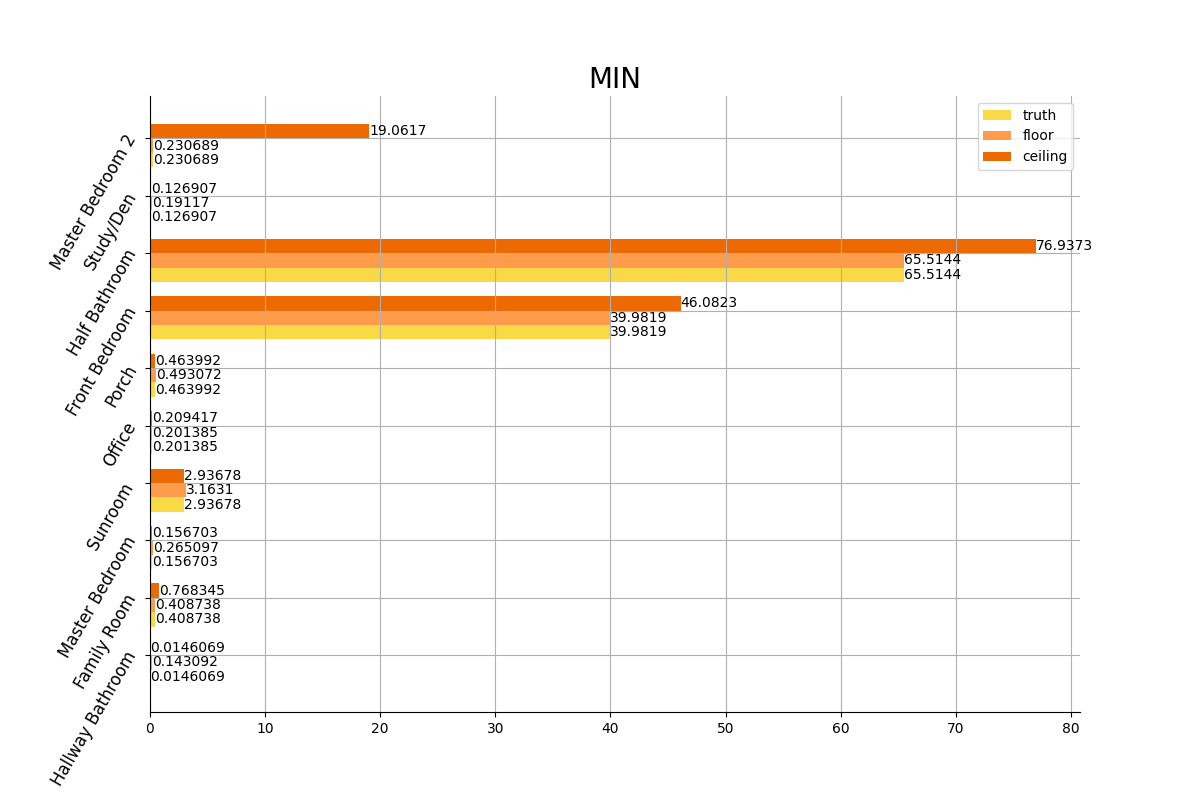 MIN
truth
floor
ceiling
Master Bedroom 2
19.0617
0.230689
0.230689
Study/Den
0.126907
0.19117
0.126907
Half Bathroom
76.9373
65.5144
65.5144
Front Bedroom
46.0823
39.9819
39.9819
Porch
0.463992
0.493072
0.463992
Office
0.209417
0.201385
0.201385
Sunroom
2.93678
3.1631
2.93678
Master Bedroom
0.156703
0.265097
0.156703
Family Room
0.768345
0.408738
0.408738
Hallway Bathroom
0.0146069
0.143092
0.0146069
0 10 20 30 40 50 60 70 80